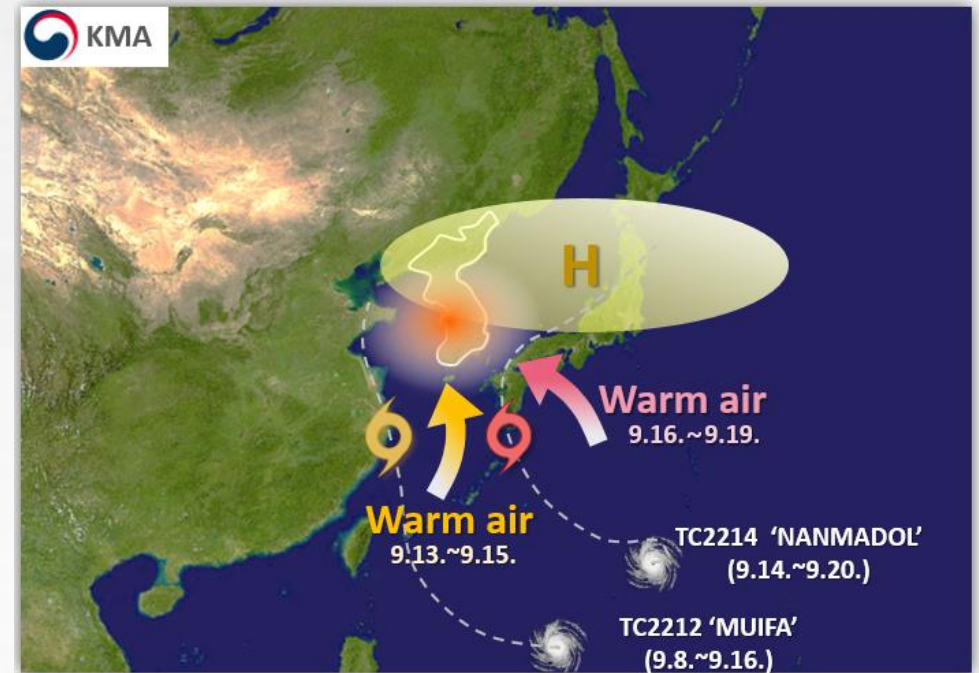 KMA
H
Warm air
9.16.~9.19.
Warm air
9.13.~9.15.
TC2214 ‘NANMADOL’
(9.14.~9.20.)
TC2212 ‘MUIFA’
(9.8.~9.16.)